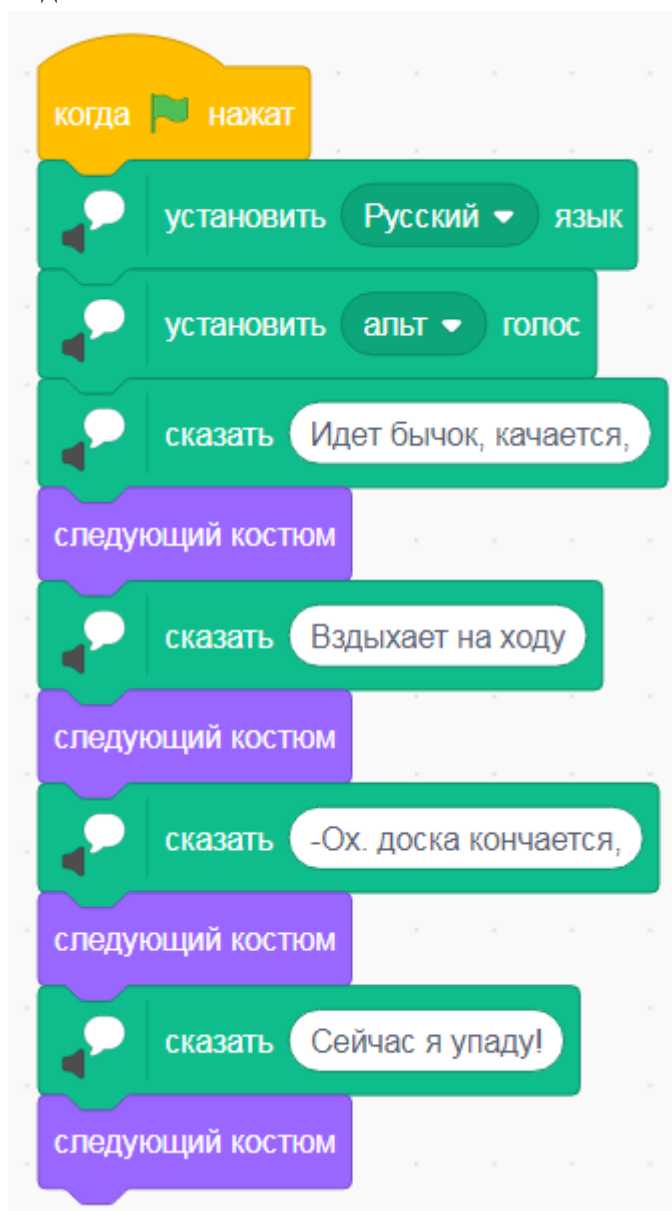 когда нажат
установить Русский язык
установить альт голос
сказать Идет бычок, качается,
следующий костюм
сказать Вздыхает на ходу
следующий костюм
сказать -Ох. доска кончается,
следующий костюм
сказать Сейчас я упаду!
следующий костюм